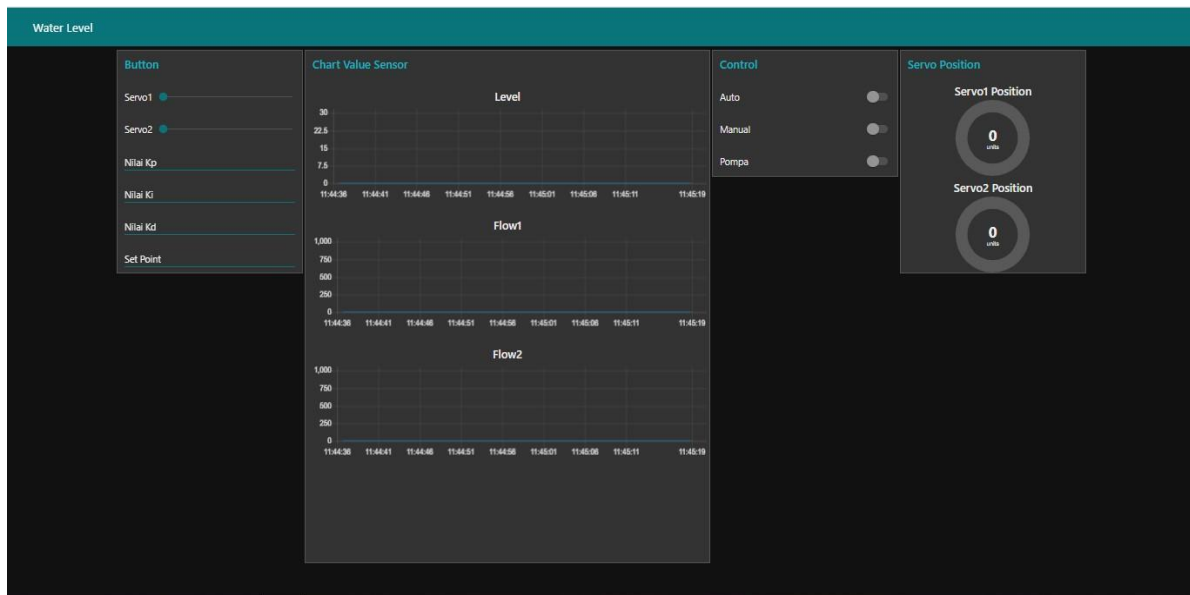 Water Level
Button
Servo1
Servo2
Nilai Kp
Nilai Ki
Nilai Kd
Set Point
Chart Value Sensor
Level
30
22.5
15
7.5
0
11:44:36 11:44:41 11:44:46 11:44:51 11:44:56 11:45:01 11:45:06 11:45:11 11:45:19
Flow1
1,000
750
500
250
0
11:44:36 11:44:41 11:44:46 11:44:51 11:44:56 11:45:01 11:45:06 11:45:11 11:45:19
Flow2
1,000
750
500
250
0
11:44:36 11:44:41 11:44:46 11:44:51 11:44:56 11:45:01 11:45:06 11:45:11 11:45:19
Control
Auto
Manual
Pompa
Servo Position
Servo1 Position
0
units
Servo2 Position
0
units